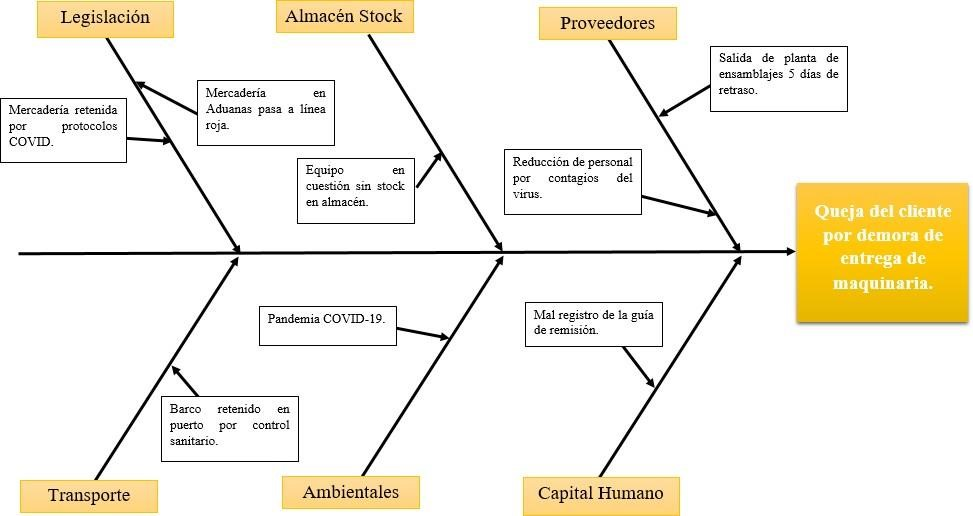 Legislación
Almacén Stock
Proveedores
Mercadería retenida
por protocolos
COVID.
Mercadería en
Aduanas pasa a línea
roja.
Equipo en
cuestión sin stock
en almacén.
Salida de planta de
ensamblajes 5 días de
retraso.
Reducción de personal
por contagios del
virus.
Queja del cliente
por demora de
entrega de
maquinaria.
Barco retenido en
puerto por control
sanitario.
Pandemia COVID-19.
Mal registro de la guía
de remisión.
Transporte
Ambientales
Capital Humano